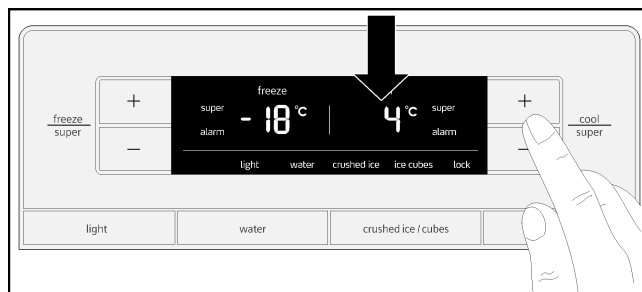 freeze
super
+
−
freeze
super
alarm
- 18 °C
4 °C
super
alarm
light
water
crushed ice
ice cubes
lock
+
−
cool
super
light
water
crushed ice / cubes